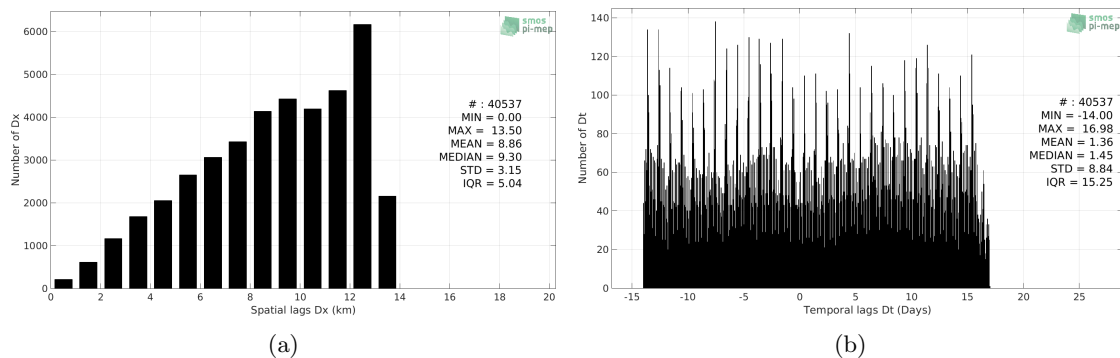 smos
pi-mep
6000
5000
4000
3000
2000
1000
0
Number of Dx
# : 40537
MIN = 0.00
MAX = 13.50
MEAN = 8.86
MEDIAN = 9.30
STD = 3.15
IQR = 5.04
0 2 4 6 8 10 12 14 16 18 20
Spatial lags Dx (km)
(a)
smos
pi-mep
140
120
100
80
60
40
20
0
Number of Dt
# : 40537
MIN = -14.00
MAX = 16.98
MEAN = 1.36
MEDIAN = 1.45
STD = 8.84
IQR = 15.25
-15 -10 -5 0 5 10 15 20 25
Temporal lags Dt (Days)
(b)